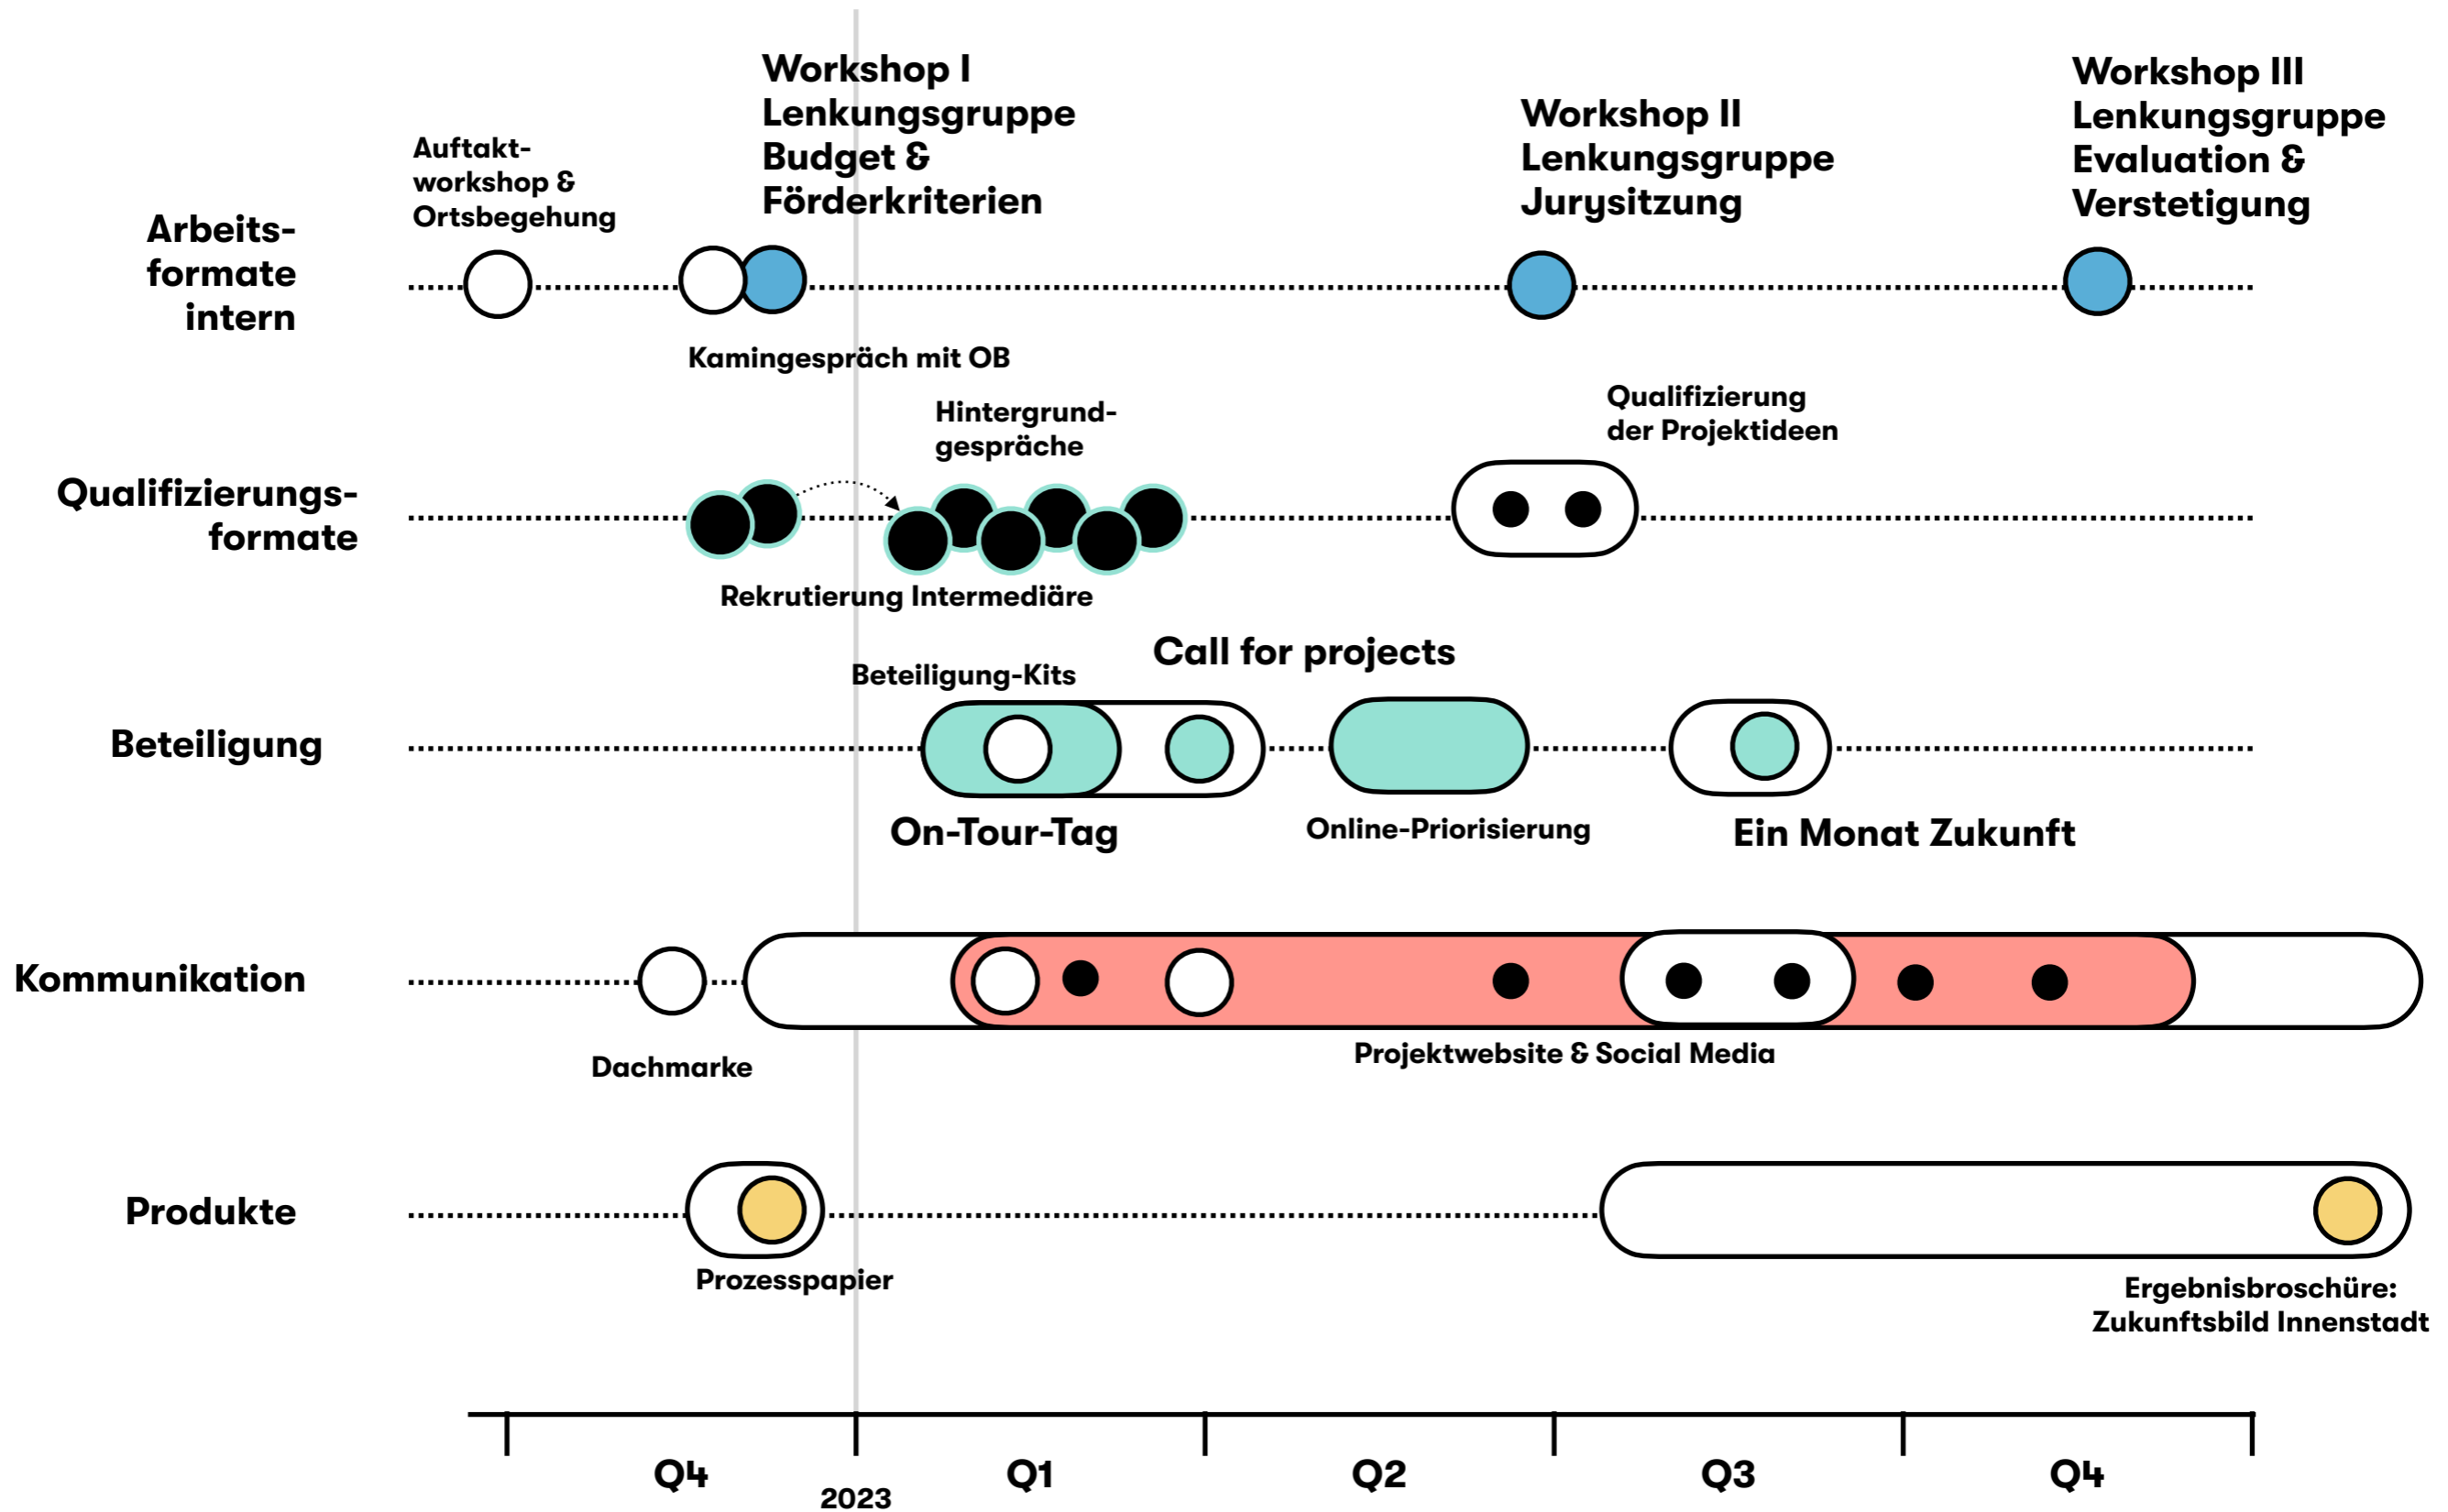 Workshop I
Lenkungsgruppe
Budget &
Förderkriterien
Workshop II
Lenkungsgruppe
Jurysitzung
Workshop III
Lenkungsgruppe
Evaluation &
Verstetigung
Auftakt-
workshop &
Ortsbegehung
Arbeits-
formate
intern
Kamingespräch mit OB
Hintergrund-
gespräche
Qualifizierung
der Projektideen
Qualifizierungs-
formate
Rekrutierung Intermediäre
Call for projects
Beteiligung-Kits
Beteiligung
On-Tour-Tag
Online-Priorisierung
Ein Monat Zukunft
Kommunikation
Dachmarke
Projektwebsite & Social Media
Produkte
Prozesspapier
Ergebnisbroschüre:
Zukunftsbild Innenstadt
Q4
2023
Q1
Q2
Q3
Q4